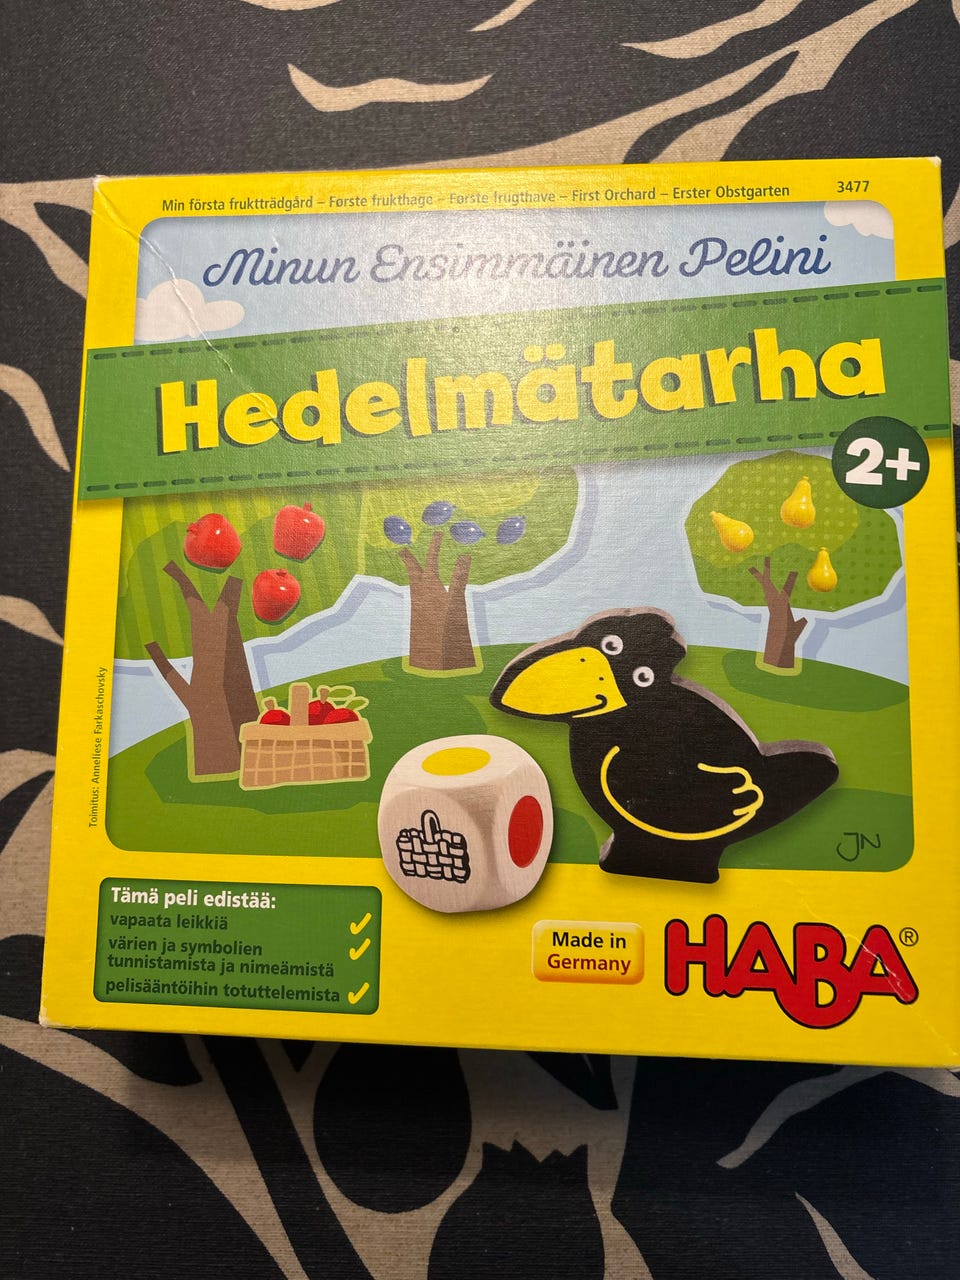 Min första fruktträdgård – Første frukthage – Første frugthave – First Orchard – Erster Obstgarten
3477
Minun Ensimmäinen Pelini
Hedelmätarha
2+
Toimitus: Anneliese Farkaschovsky
JN
Tämä peli edistää:
vapaata leikkiä
värien ja symbolien
tunnistamista ja nimeämistä
pelisääntöihin totuttelemista
Made in
Germany
HABA®